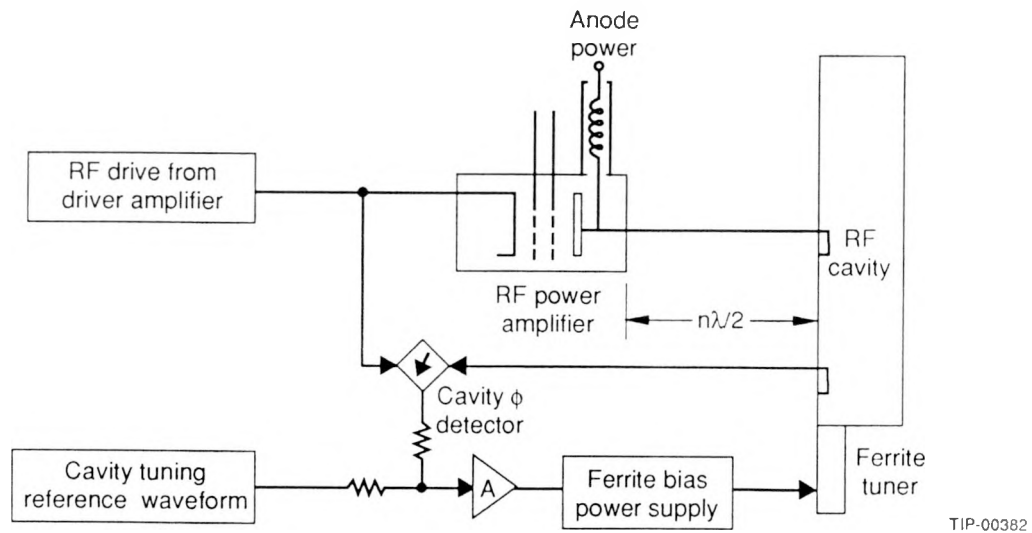 Anode
power
RF drive from
driver amplifier
RF
cavity
RF power
amplifier
nλ/2
Cavity ϕ
detector
Cavity tuning
reference waveform
A
Ferrite bias
power supply
Ferrite
tuner
TIP-00382